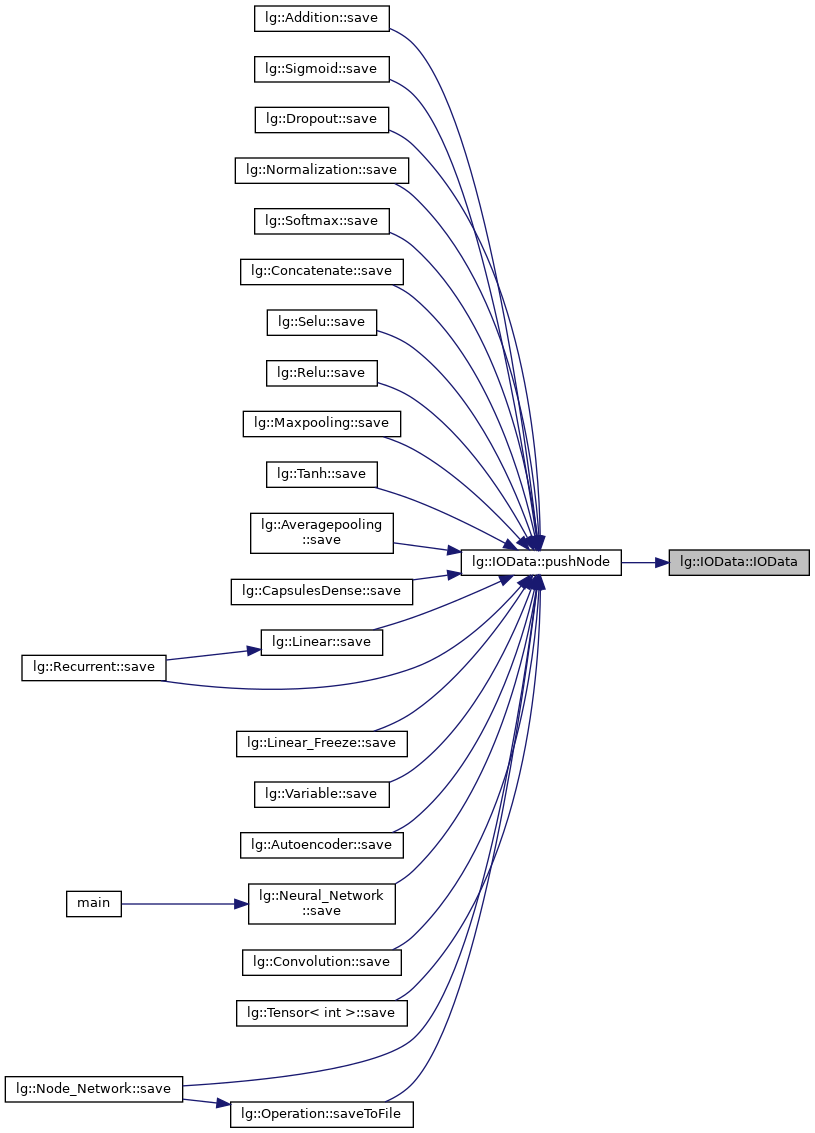 lg::Addition::save
lg::Sigmoid::save
lg::Dropout::save
lg::Normalization::save
lg::Softmax::save
lg::Concatenate::save
lg::Selu::save
lg::Relu::save
lg::Maxpooling::save
lg::Tanh::save
lg::Averagepooling
::save
lg::IOData::pushNode
lg::IOData::IOData
lg::CapsulesDense::save
lg::Linear::save
lg::Recurrent::save
lg::Linear_Freeze::save
lg::Variable::save
lg::Autoencoder::save
main
lg::Neural_Network
::save
lg::Convolution::save
lg::Tensor< int >::save
lg::Node_Network::save
lg::Operation::saveToFile